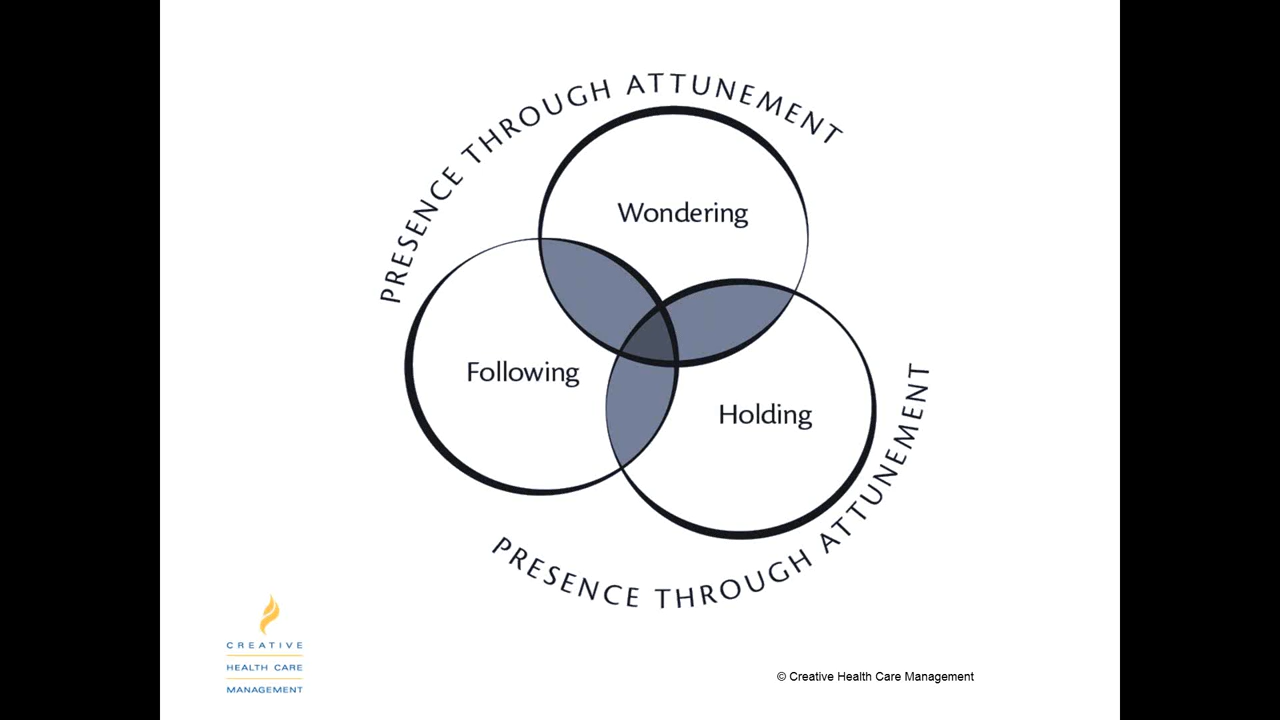 PRESENCE THROUGH ATTUNEMENT
Wondering
Following
Holding
PRESENCE THROUGH ATTUNEMENT
CREATIVE
HEALTH CARE
MANAGEMENT
© Creative Health Care Management